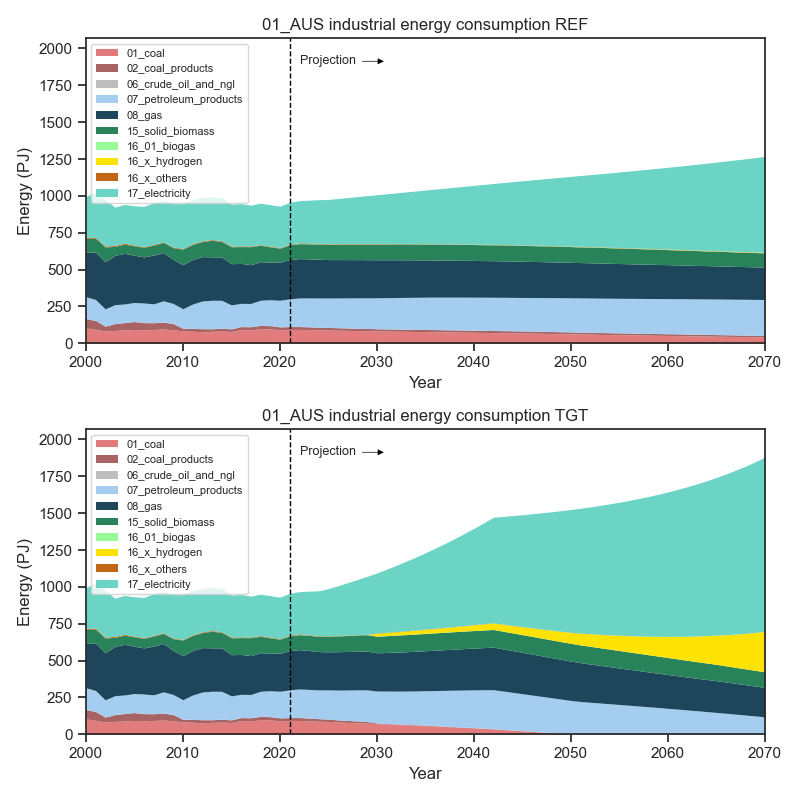 01_AUS industrial energy consumption REF
2000
1750
1500
1250
1000
750
500
250
0
Energy (PJ)
01_coal
02_coal_products
06_crude_oil_and_ngl
07_petroleum_products
08_gas
15_solid_biomass
16_01_biogas
16_x_hydrogen
16_x_others
17_electricity
Projection
2000 2010 2020 2030 2040 2050 2060 2070
Year
01_AUS industrial energy consumption TGT
2000
1750
1500
1250
1000
750
500
250
0
Energy (PJ)
01_coal
02_coal_products
06_crude_oil_and_ngl
07_petroleum_products
08_gas
15_solid_biomass
16_01_biogas
16_x_hydrogen
16_x_others
17_electricity
Projection
2000 2010 2020 2030 2040 2050 2060 2070
Year